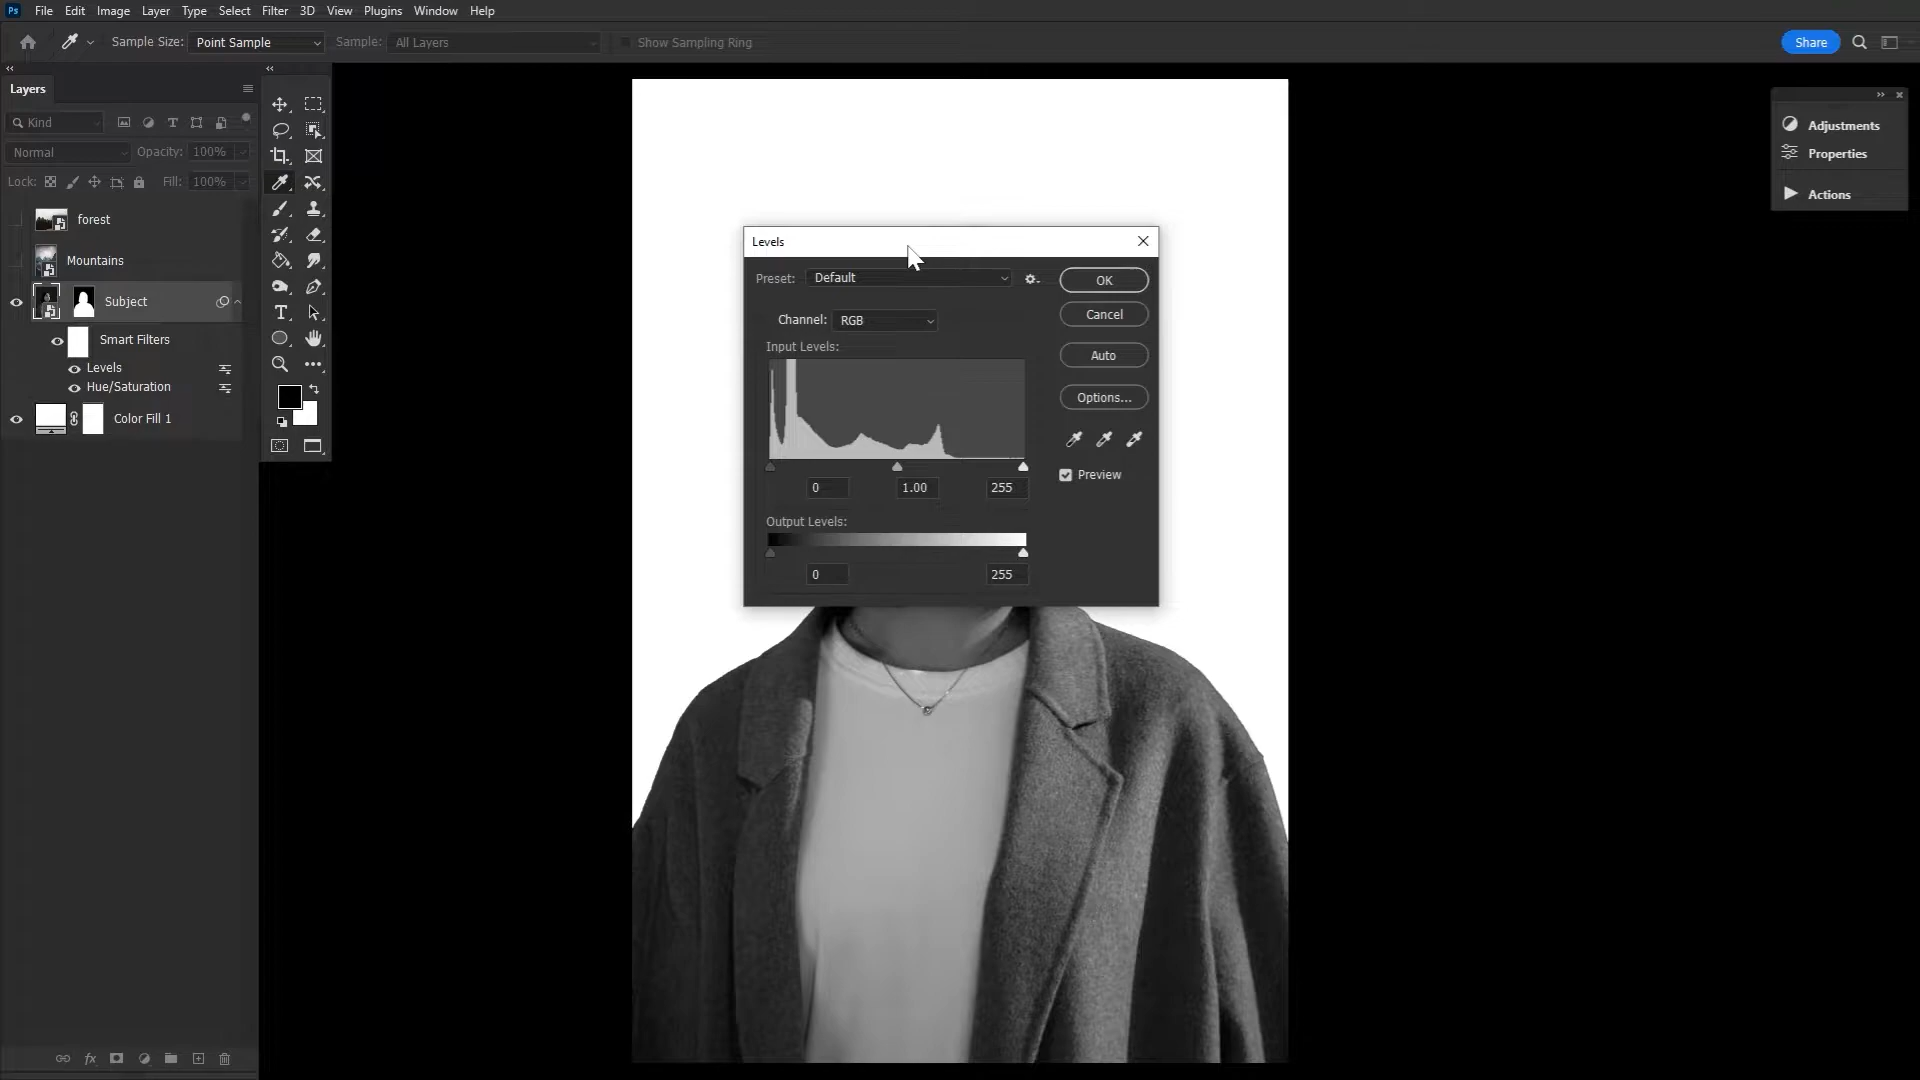 Ps File Edit Image Layer Type Select Filter 3D View Plugins Window Help
Sample Size: Point Sample Sample: All Layers Show Sampling Ring Share
Layers
Kind
Normal Opacity: 100%
Lock: Fill: 100%
forest
Mountains
Subject
Smart Filters
Levels
Hue/Saturation
Color Fill 1
fx
T
T
Levels
Preset: Default OK
Channel: RGB Cancel
Input Levels: Auto
Options...
Preview
0 1.00 255
Output Levels:
0 255
Adjustments
Properties
Actions